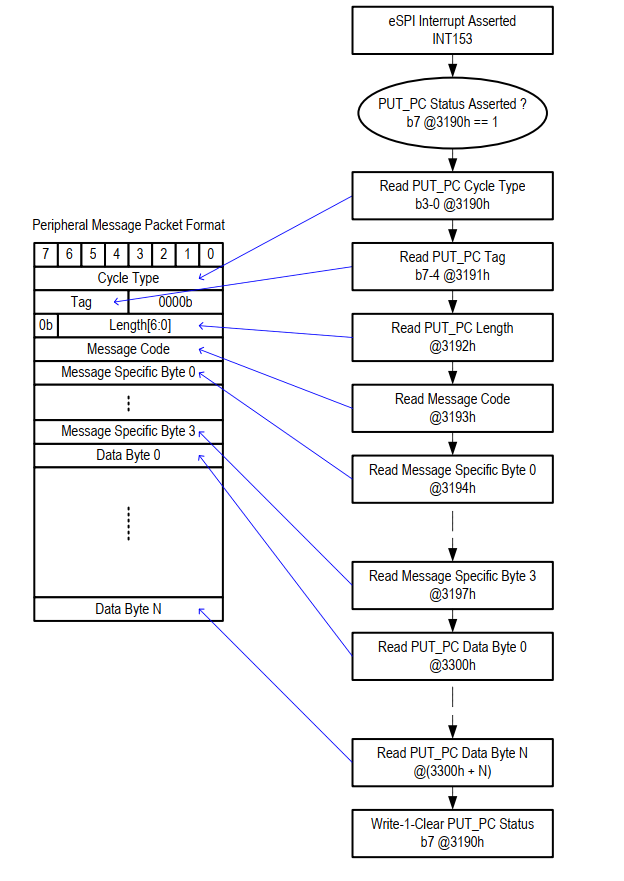 eSPI Interrupt Asserted
INT153
PUT_PC Status Asserted ?
b7 @3190h == 1
Read PUT_PC Cycle Type
b3-0 @3190h
Read PUT_PC Tag
b7-4 @3191h
Read PUT_PC Length
@3192h
Read Message Code
@3193h
Read Message Specific Byte 0
@3194h
Read Message Specific Byte 3
@3197h
Read PUT_PC Data Byte 0
@3300h
Read PUT_PC Data Byte N
@(3300h + N)
Write-1-Clear PUT_PC Status
b7 @3190h
Peripheral Message Packet Format
7 6 5 4 3 2 1 0
Cycle Type
Tag 0000b
0b Length[6:0]
Message Code
Message Specific Byte 0
Message Specific Byte 3
Data Byte 0
Data Byte N